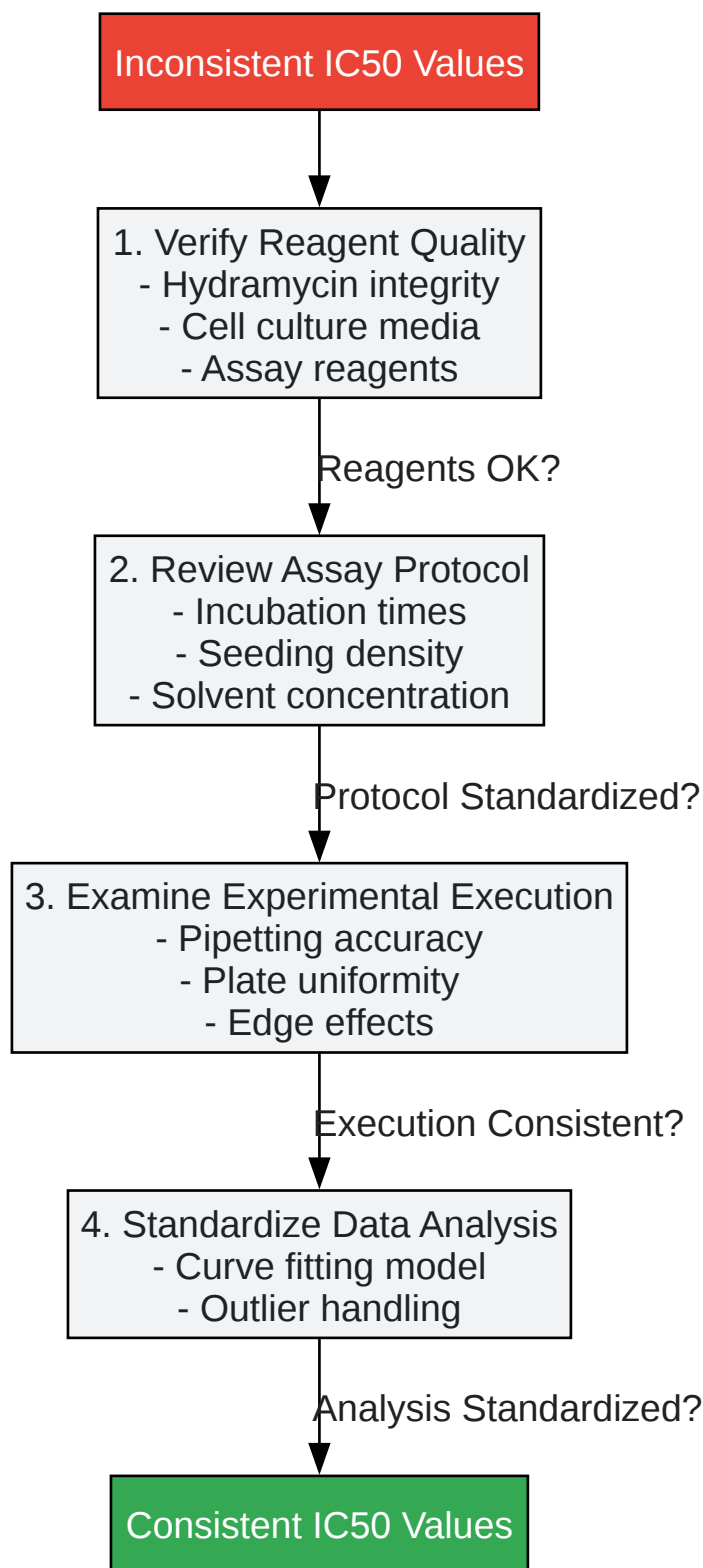 Inconsistent IC50 Values
1. Verify Reagent Quality
- Hydramycin integrity
- Cell culture media
- Assay reagents
Reagents OK?
2. Review Assay Protocol
- Incubation times
- Seeding density
- Solvent concentration
Protocol Standardized?
3. Examine Experimental Execution
- Pipetting accuracy
- Plate uniformity
- Edge effects
Execution Consistent?
4. Standardize Data Analysis
- Curve fitting model
- Outlier handling
Analysis Standardized?
Consistent IC50 Values